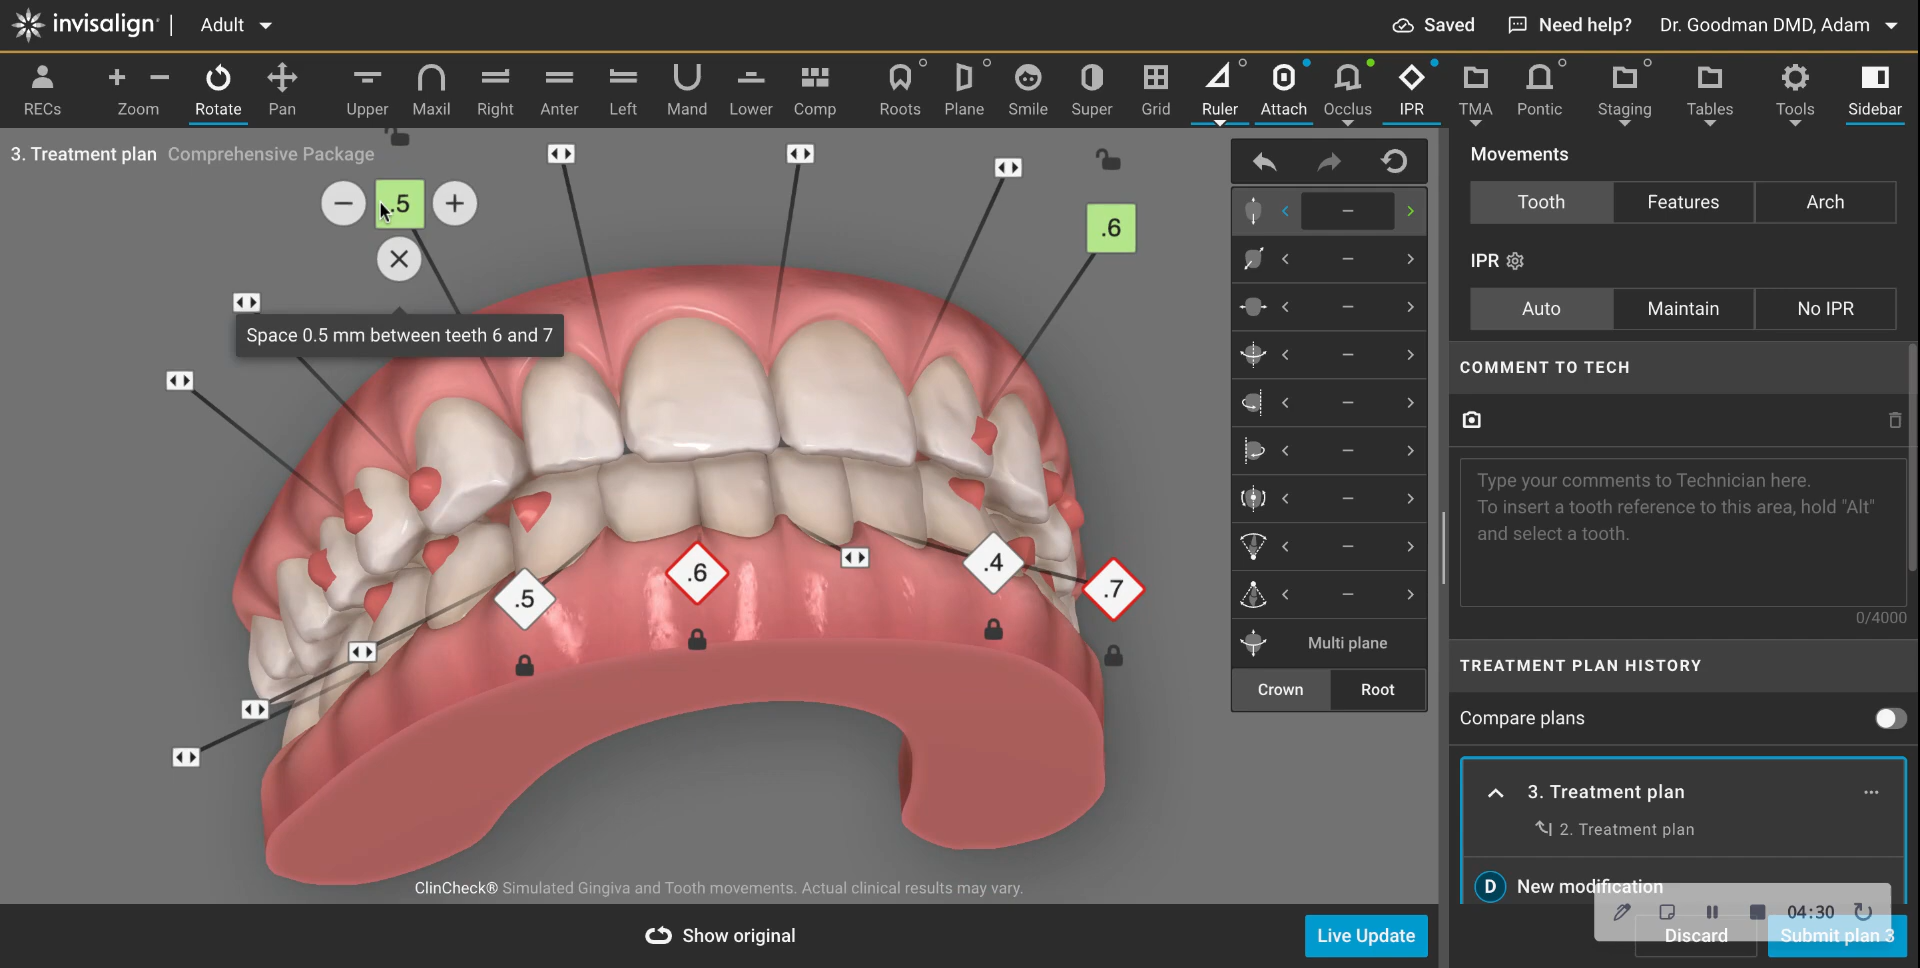 invisalign
Adult
Saved
Need help?
Dr. Goodman DMD, Adam
RECs
Zoom
Rotate
Pan
Upper
Maxil
Right
Anter
Left
Mand
Lower
Comp
Roots
Plane
Smile
Super
Grid
Ruler
Attach
Occlus
IPR
TMA
Pontic
Staging
Tables
Tools
Sidebar
3. Treatment plan Comprehensive Package
.5
.6
Space 0.5 mm between teeth 6 and 7
.5
.6
.4
.7
Multi plane
Crown
Root
ClinCheck® Simulated Gingiva and Tooth movements. Actual clinical results may vary.
Show original
Live Update
Movements
Tooth
Features
Arch
IPR
Auto
Maintain
No IPR
COMMENT TO TECH
Type your comments to Technician here.
To insert a tooth reference to this area, hold "Alt"
and select a tooth.
0/4000
TREATMENT PLAN HISTORY
Compare plans
3. Treatment plan
2. Treatment plan
D
New modification
04:30
Discard
Submit plan 3